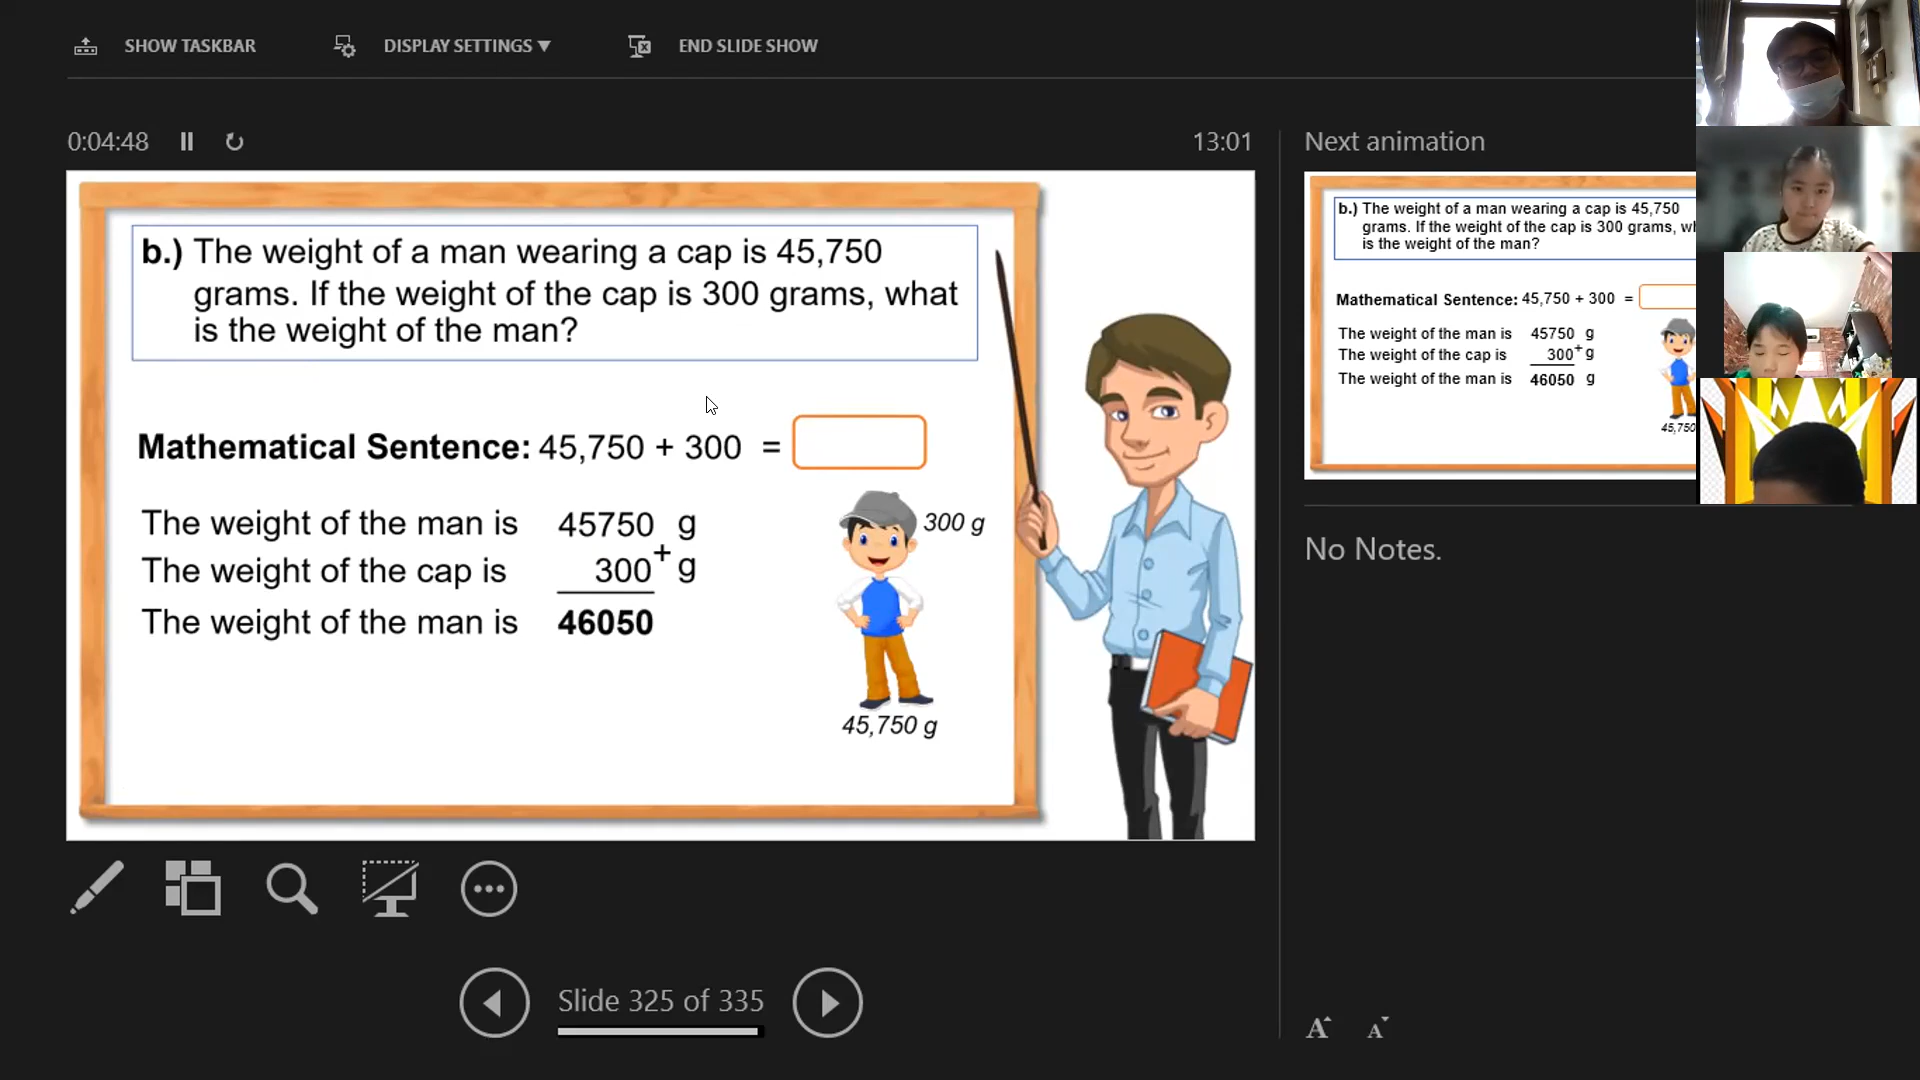 SHOW TASKBAR
DISPLAY SETTINGS ▼
END SLIDE SHOW
0:04:48
13:01
b.) The weight of a man wearing a cap is 45,750
grams. If the weight of the cap is 300 grams, what
is the weight of the man?
Mathematical Sentence: 45,750 + 300 =
The weight of the man is 45750 g
+
The weight of the cap is 300 g
The weight of the man is 46050
300 g
45,750 g
Slide 325 of 335
Next animation
b.) The weight of a man wearing a cap is 45,750
grams. If the weight of the cap is 300 grams,
is the weight of the man?
Mathematical Sentence: 45,750 + 300 =
The weight of the man is 45750 g
+
The weight of the cap is 300 g
The weight of the man is 46050 g
45,750
No Notes.
A A